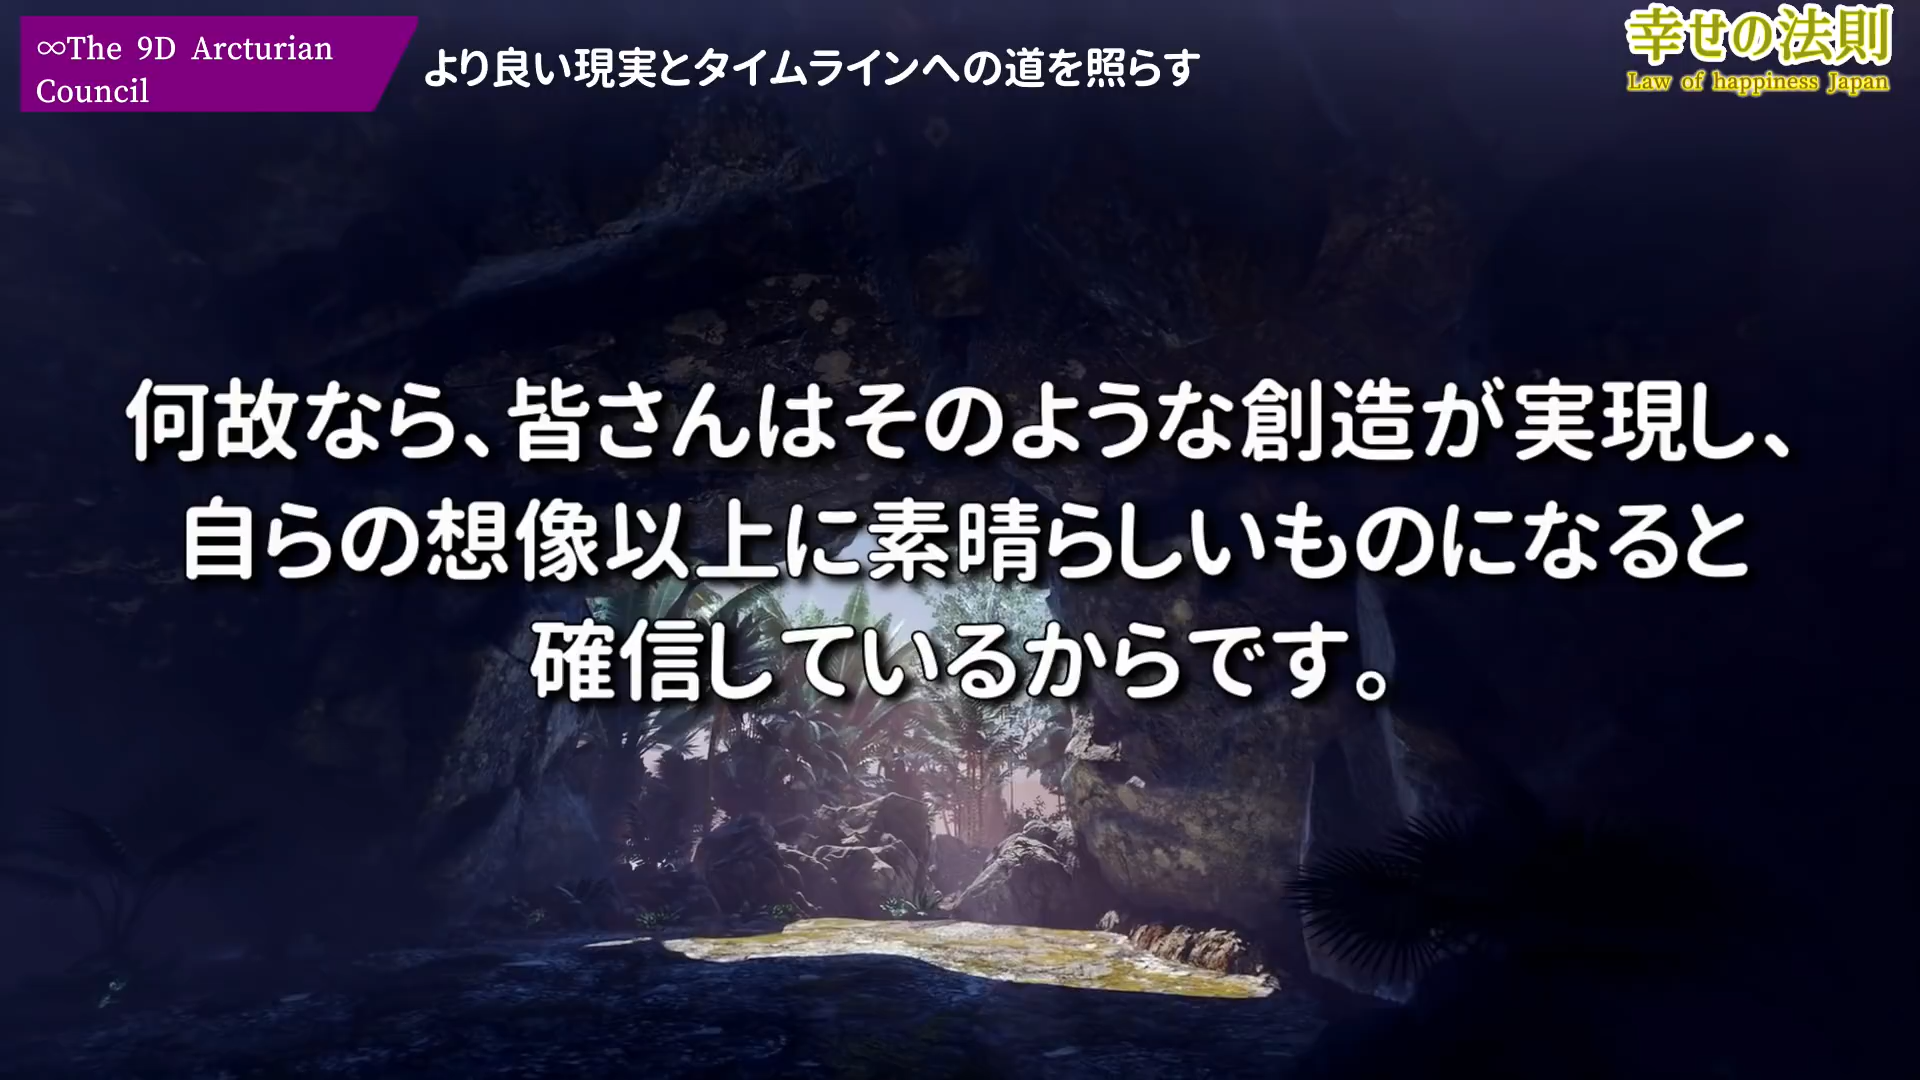 ∞The 9D Arcturian
Council
より良い現実とタイムラインへの道を照らす
幸せの法則
Law of happiness Japan
何故なら、皆さんはそのような創造が実現し、
自らの想像以上に素晴らしいものになると
確信しているからです。